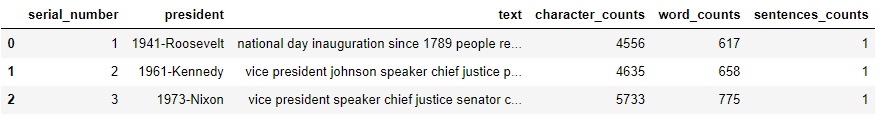 serial_number president text character_counts word_counts sentences_counts
0 1 1941-Roosevelt national day inauguration since 1789 people re... 4556 617 1
1 2 1961-Kennedy vice president johnson speaker chief justice p... 4635 658 1
2 3 1973-Nixon vice president speaker chief justice senator c... 5733 775 1